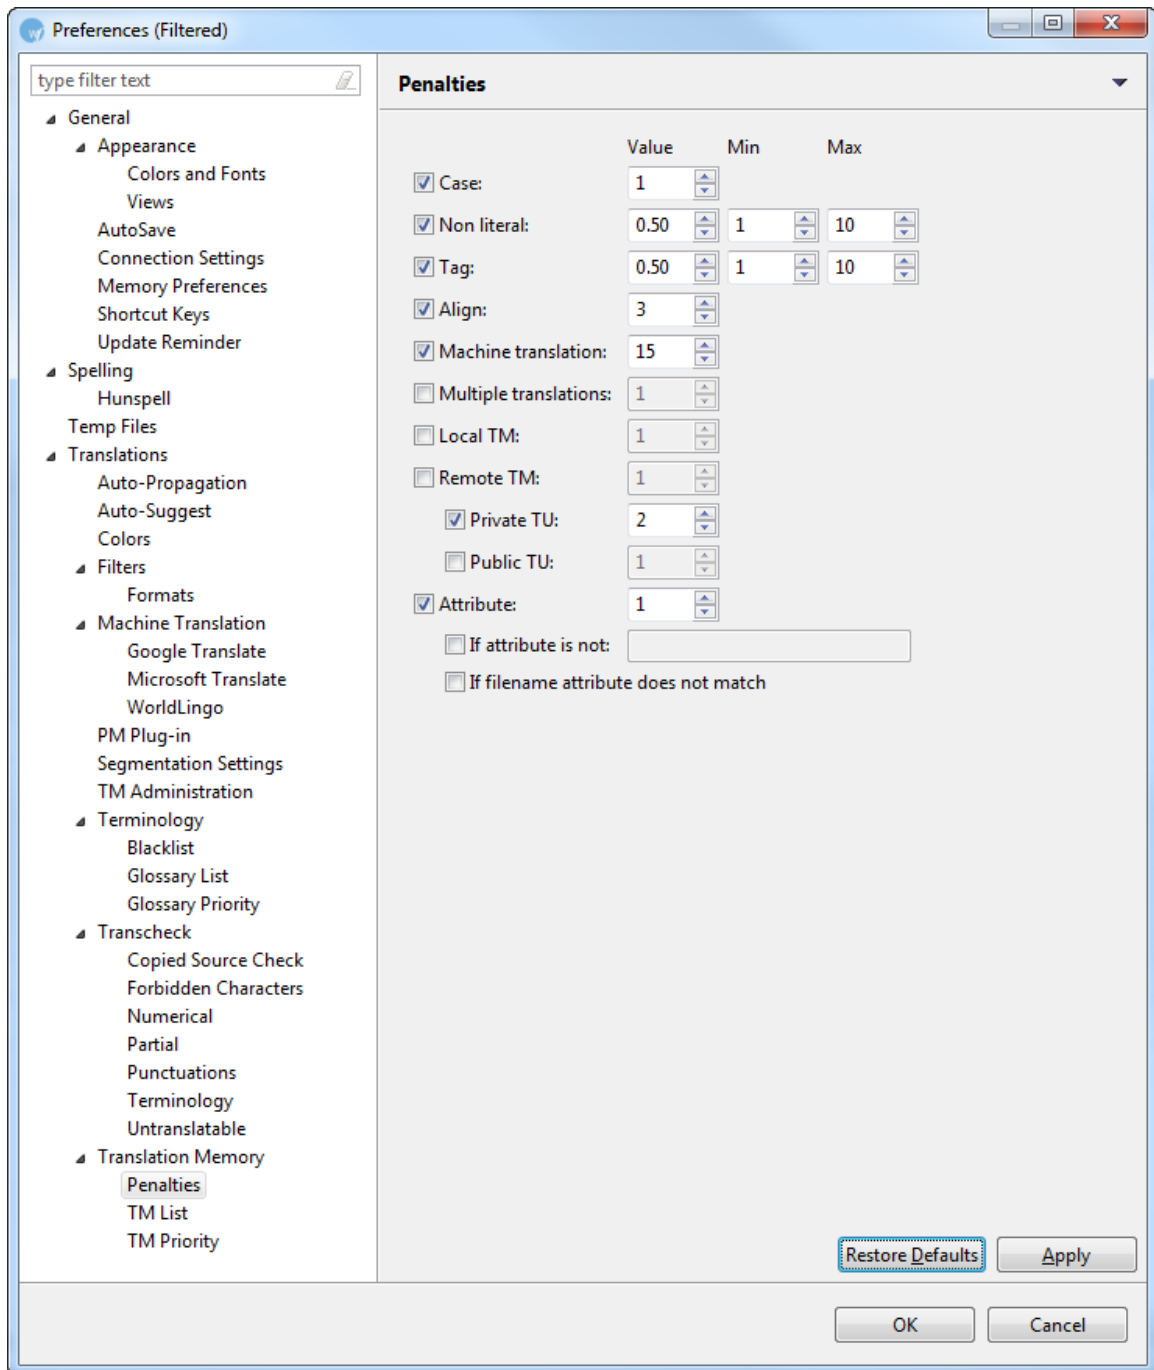 Preferences (Filtered)
type filter text
General
Appearance
Colors and Fonts
Views
AutoSave
Connection Settings
Memory Preferences
Shortcut Keys
Update Reminder
Spelling
Hunspell
Temp Files
Translations
Auto-Propagation
Auto-Suggest
Colors
Filters
Formats
Machine Translation
Google Translate
Microsoft Translate
WorldLingo
PM Plug-in
Segmentation Settings
TM Administration
Terminology
Blacklist
Glossary List
Glossary Priority
Transcheck
Copied Source Check
Forbidden Characters
Numerical
Partial
Punctuations
Terminology
Untranslatable
Translation Memory
Penalties
TM List
TM Priority
Penalties
Value Min Max
Case: 1
Non literal: 0.50 1 10
Tag: 0.50 1 10
Align: 3
Machine translation: 15
Multiple translations: 1
Local TM: 1
Remote TM: 1
Private TU: 2
Public TU: 1
Attribute: 1
If attribute is not:
If filename attribute does not match
Restore Defaults Apply
OK Cancel